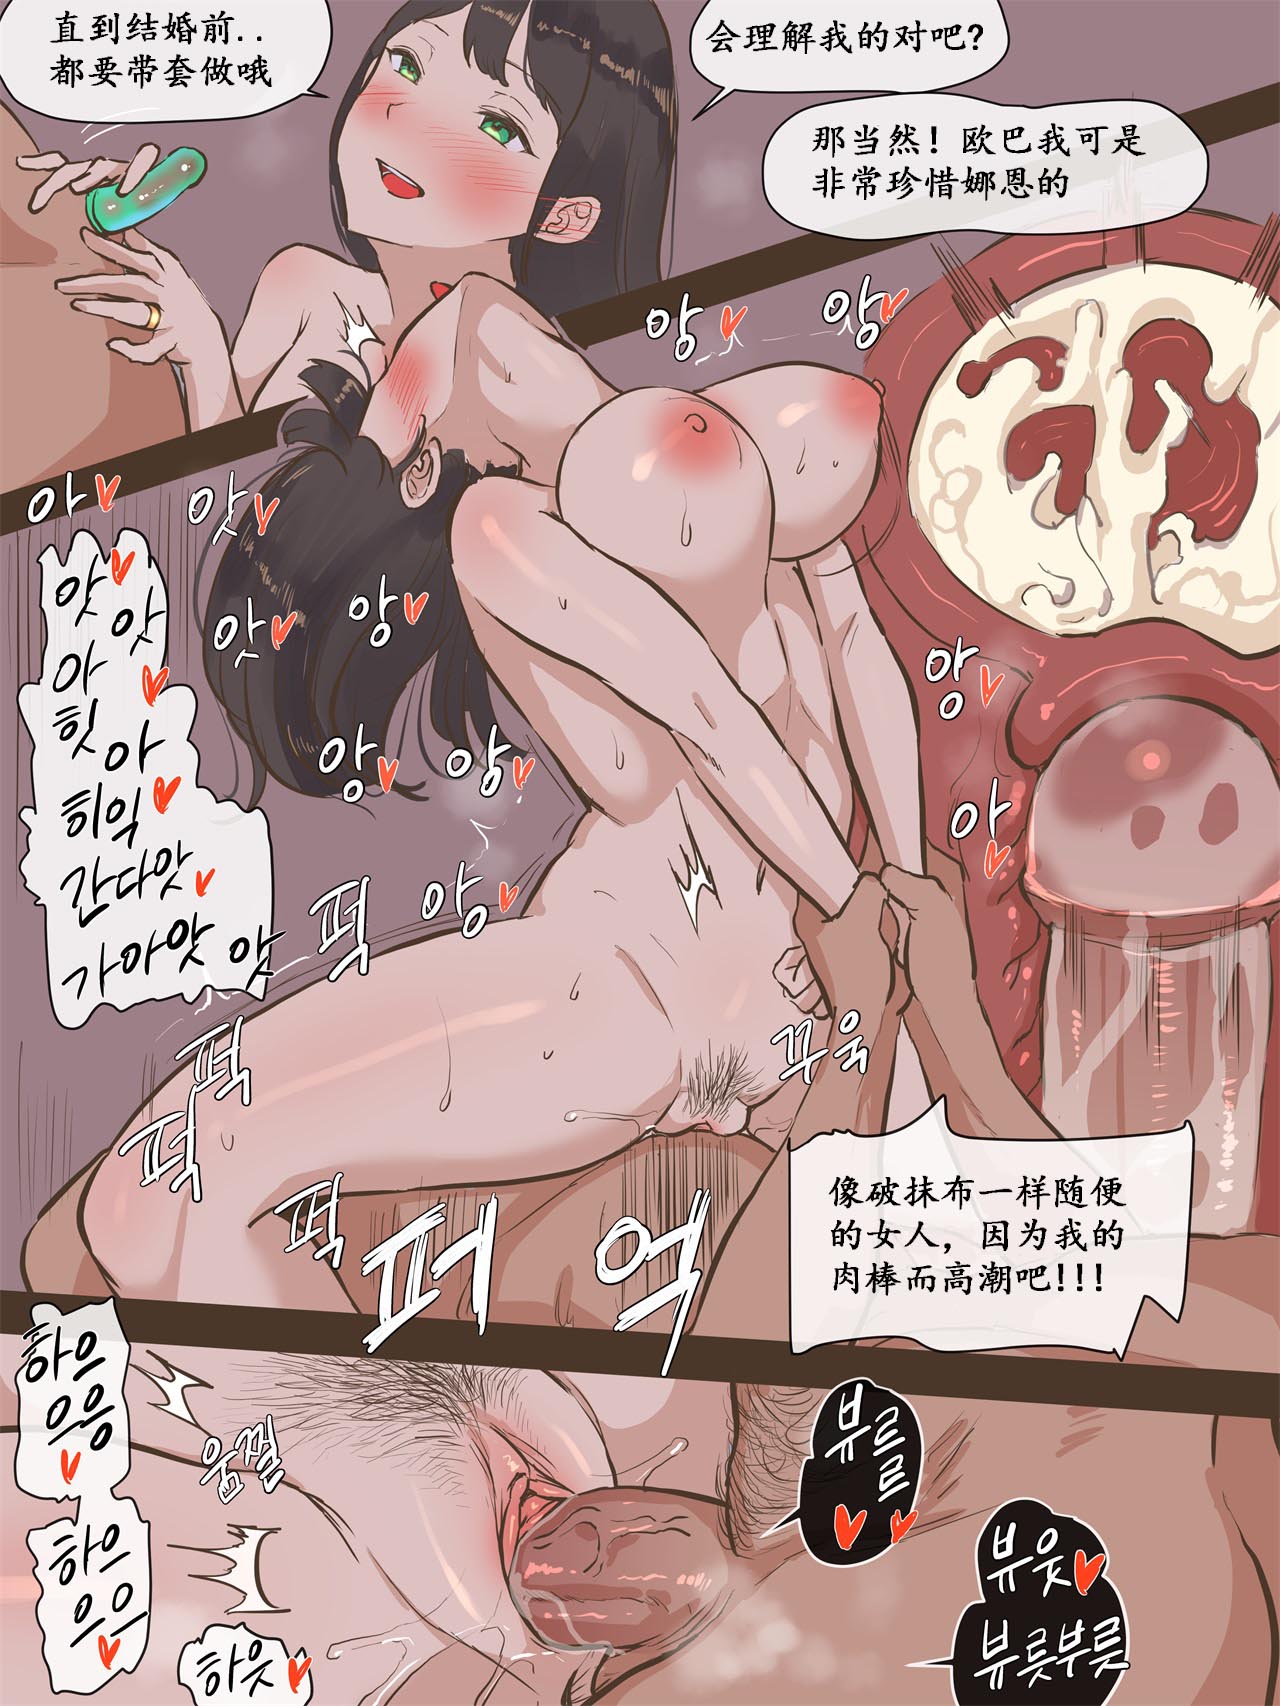 直到结婚前..
都要带套做哦
会理解我的对吧?
那当然！欧巴我可是
非常珍惜娜恩的
앙
앙
아
앗
앗
앗
아
힛
아
히익
간다앗
가아앗
앗
앗
앙
앙
앙
앙
앙
아
퍽
퍽
퍽
꾸욱
퍽
퍼
억
像破抹布一样随便
的女人，因为我的
肉棒而高潮吧!!!
하으
으응
움찔
뷰르르
하으
으으
하읏
뷰웃
뷰릇부릇